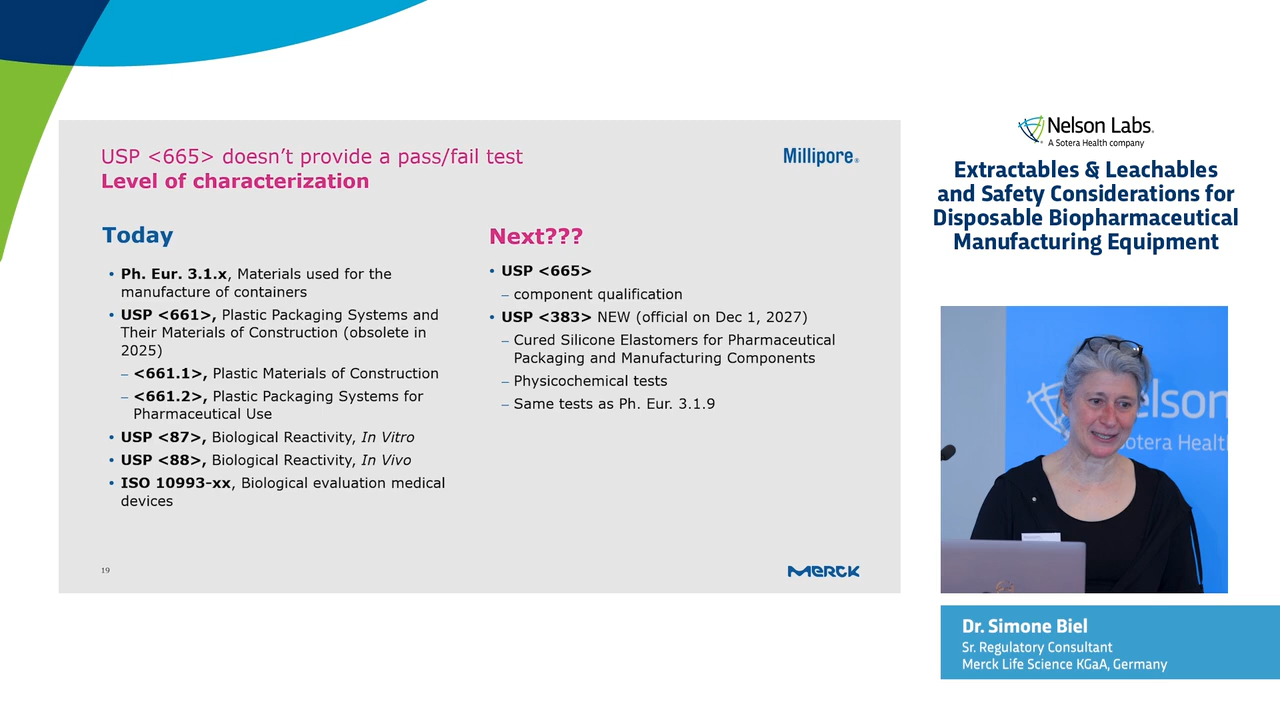 Nelson Labs.
A Sotera Health company
Extractables & Leachables
and Safety Considerations for
Disposable Biopharmaceutical
Manufacturing Equipment
USP <665> doesn’t provide a pass/fail test
Level of characterization
Millipore®
Today
• Ph. Eur. 3.1.x, Materials used for the
manufacture of containers
• USP <661>, Plastic Packaging Systems and
Their Materials of Construction (obsolete in
2025)
– <661.1>, Plastic Materials of Construction
– <661.2>, Plastic Packaging Systems for
Pharmaceutical Use
• USP <87>, Biological Reactivity, In Vitro
• USP <88>, Biological Reactivity, In Vivo
• ISO 10993-xx, Biological evaluation medical
devices
Next???
• USP <665>
– component qualification
• USP <383> NEW (official on Dec 1, 2027)
– Cured Silicone Elastomers for Pharmaceutical
Packaging and Manufacturing Components
– Physicochemical tests
– Same tests as Ph. Eur. 3.1.9
19
MERCK
elson
otera Health
Dr. Simone Biel
Sr. Regulatory Consultant
Merck Life Science KGaA, Germany